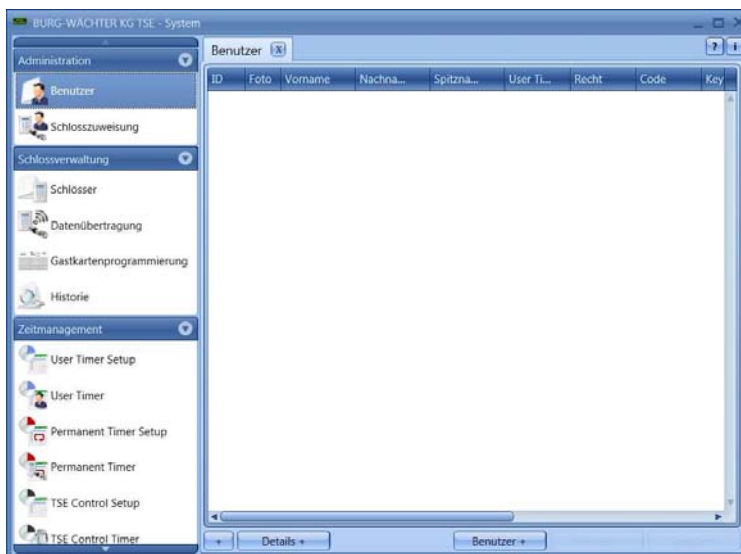 BURG-WÄCHTER KG TSE - System
Administration
Benutzer
Schlosszuweisung
Schlossverwaltung
Schlösser
Datenübertragung
Gastkartenprogrammierung
Historie
Zeitmanagement
User Timer Setup
User Timer
Permanent Timer Setup
Permanent Timer
TSE Control Setup
TSE Control Timer
Benutzer x ? i
ID Foto Vorname Nachna... Spitzna... User Ti... Recht Code Key
+ Details + Benutzer +